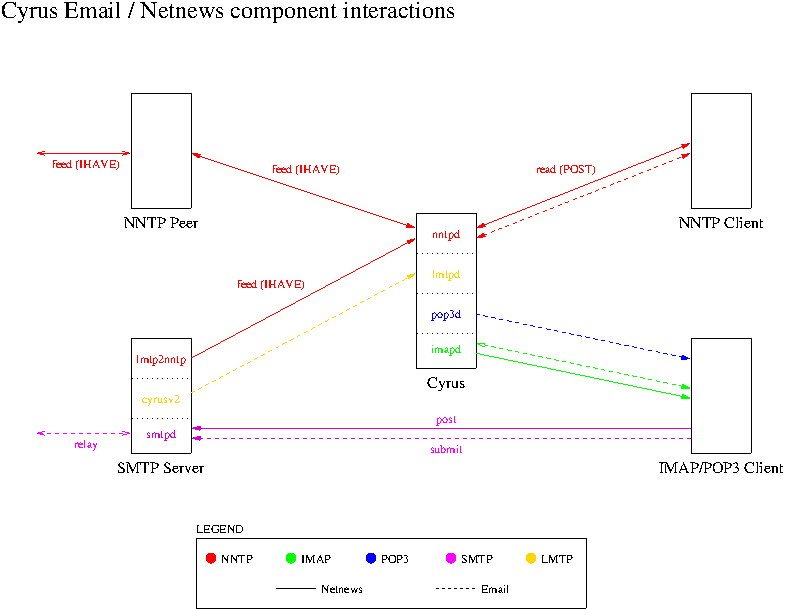 Cyrus Email / Netnews component interactions
feed (IHAVE)
feed (IHAVE)
read (POST)
NNTP Peer
NNTP Client
nntpd
lmtpd
pop3d
imapd
Cyrus
feed (IHAVE)
lmtp2nntp
cyrusv2
smtpd
relay
SMTP Server
post
submit
IMAP/POP3 Client
LEGEND
NNTP IMAP POP3 SMTP LMTP
Netnews Email